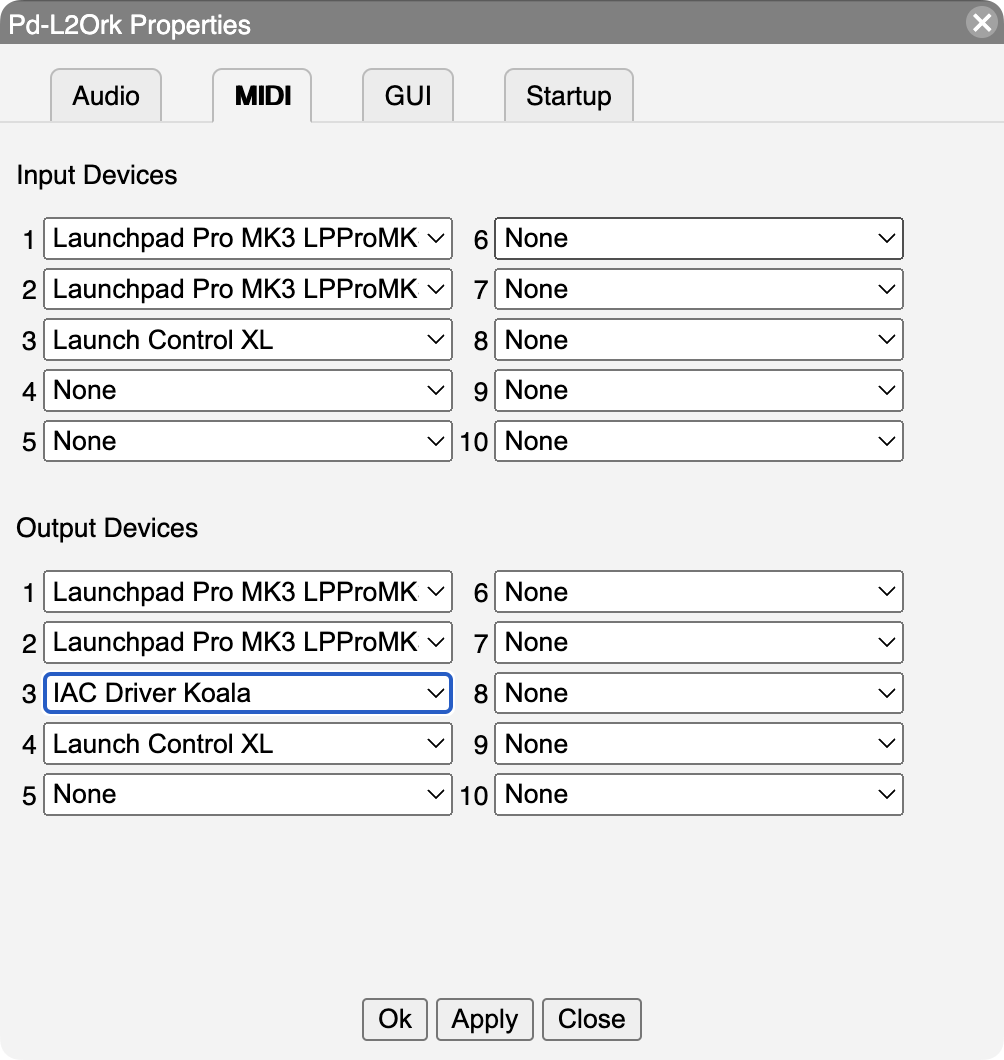 Pd-L2Ork Properties
Audio MIDI GUI Startup
Input Devices
1 Launchpad Pro MK3 LPProMK 6 None
2 Launchpad Pro MK3 LPProMK 7 None
3 Launch Control XL 8 None
4 None 9 None
5 None 10 None
Output Devices
1 Launchpad Pro MK3 LPProMK 6 None
2 Launchpad Pro MK3 LPProMK 7 None
3 IAC Driver Koala 8 None
4 Launch Control XL 9 None
5 None 10 None
Ok Apply Close